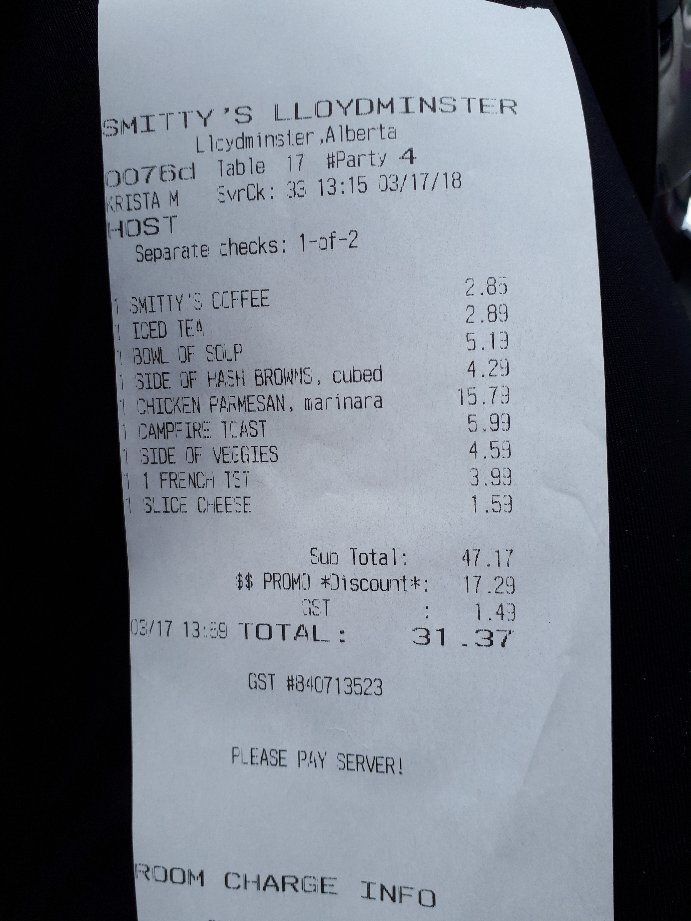 SMITTY'S LLOYDMINSTER
Lloydminster,Alberta
0076d Table 17 #Party 4
KRISTA M SvrCk: 33 13:15 03/17/18
HOST
Separate checks: 1-of-2
1 SMITTY'S COFFEE 2.85
1 ICED TEA 2.89
1 BOWL OF SOUP 5.19
1 SIDE OF HASH BROWNS, cubed 4.29
1 CHICKEN PARMESAN, marinara 15.79
1 CAMPFIRE TOAST 5.99
1 SIDE OF VEGGIES 4.59
1 1 FRENCH TST 3.99
1 SLICE CHEESE 1.59
Sub Total: 47.17
$$ PROMO *Discount*: 17.29
GST : 1.49
03/17 13:59 TOTAL: 31.37
GST #840713523
PLEASE PAY SERVER!
ROOM CHARGE INFO